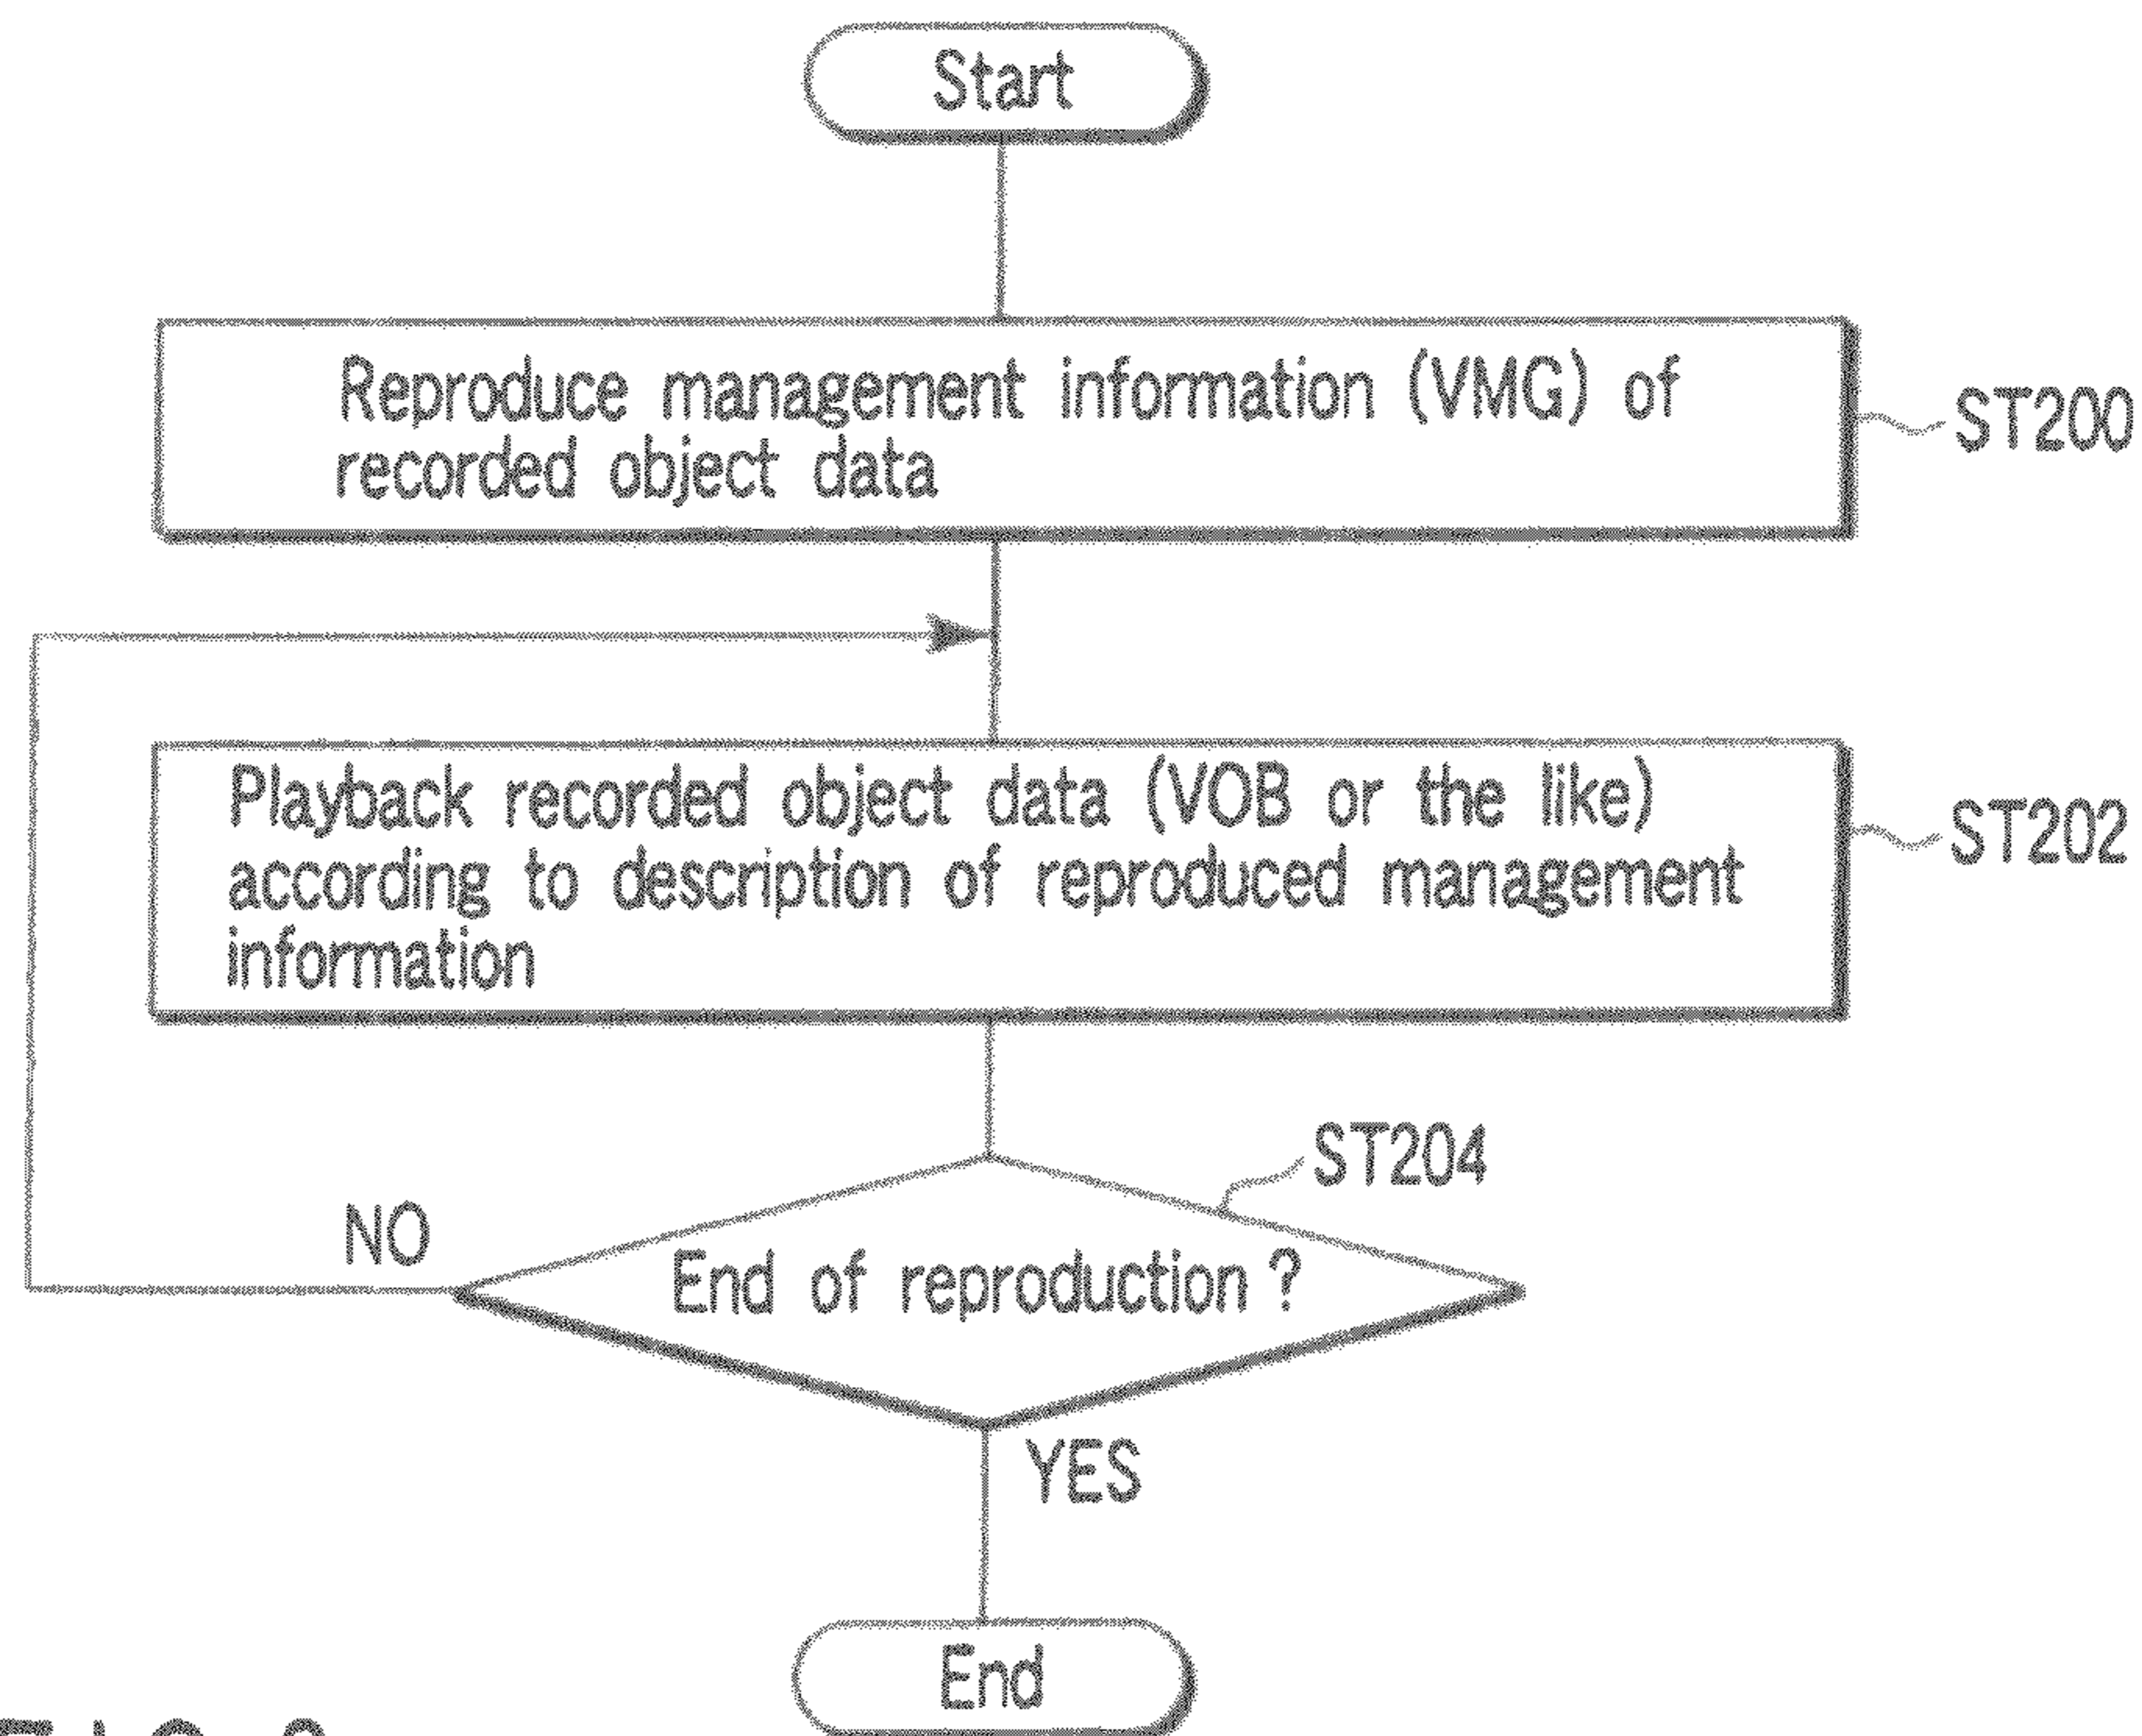 Start
Reproduce management information (VMG) of
recorded object data
ST200
Playback recorded object data (VOB or the like)
according to description of reproduced management
information
ST202
ST204
NO
End of reproduction ?
YES
End